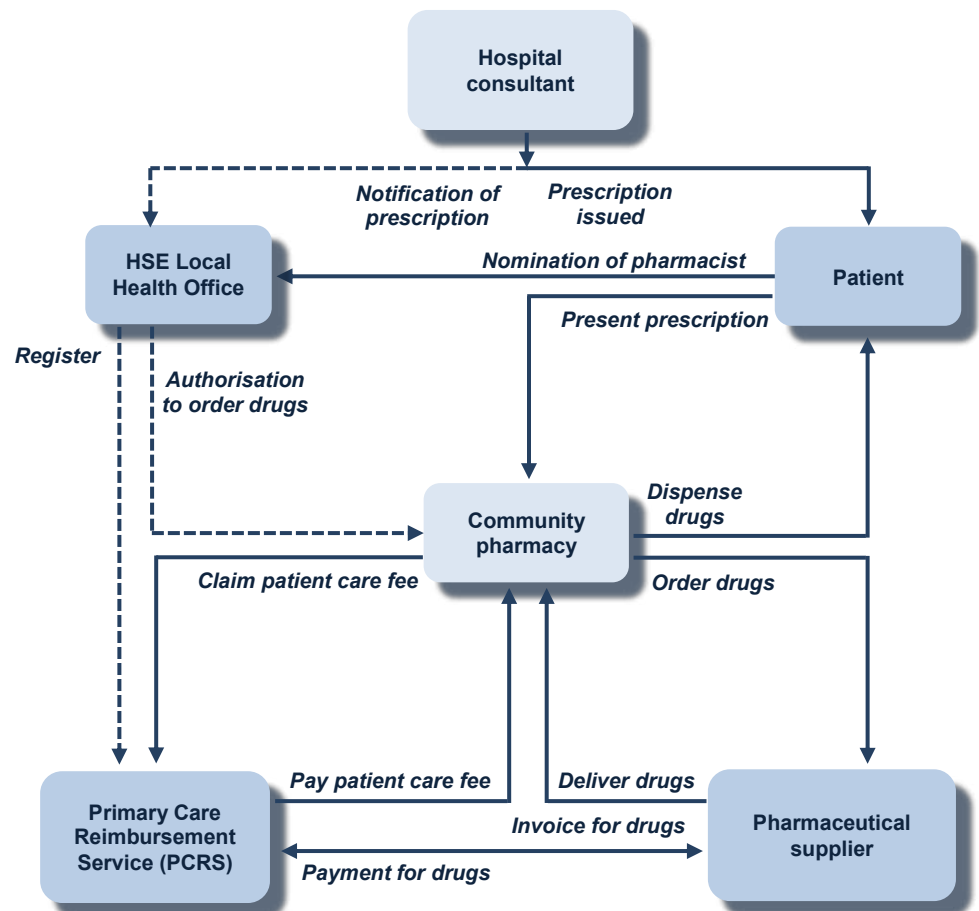 Hospital
consultant
Notification of
prescription
Prescription
issued
HSE Local
Health Office
Nomination of pharmacist
Patient
Present prescription
Register
Authorisation
to order drugs
Community
pharmacy
Dispense
drugs
Claim patient care fee
Order drugs
Primary Care
Reimbursement
Service (PCRS)
Pay patient care fee
Deliver drugs
Invoice for drugs
Payment for drugs
Pharmaceutical
supplier